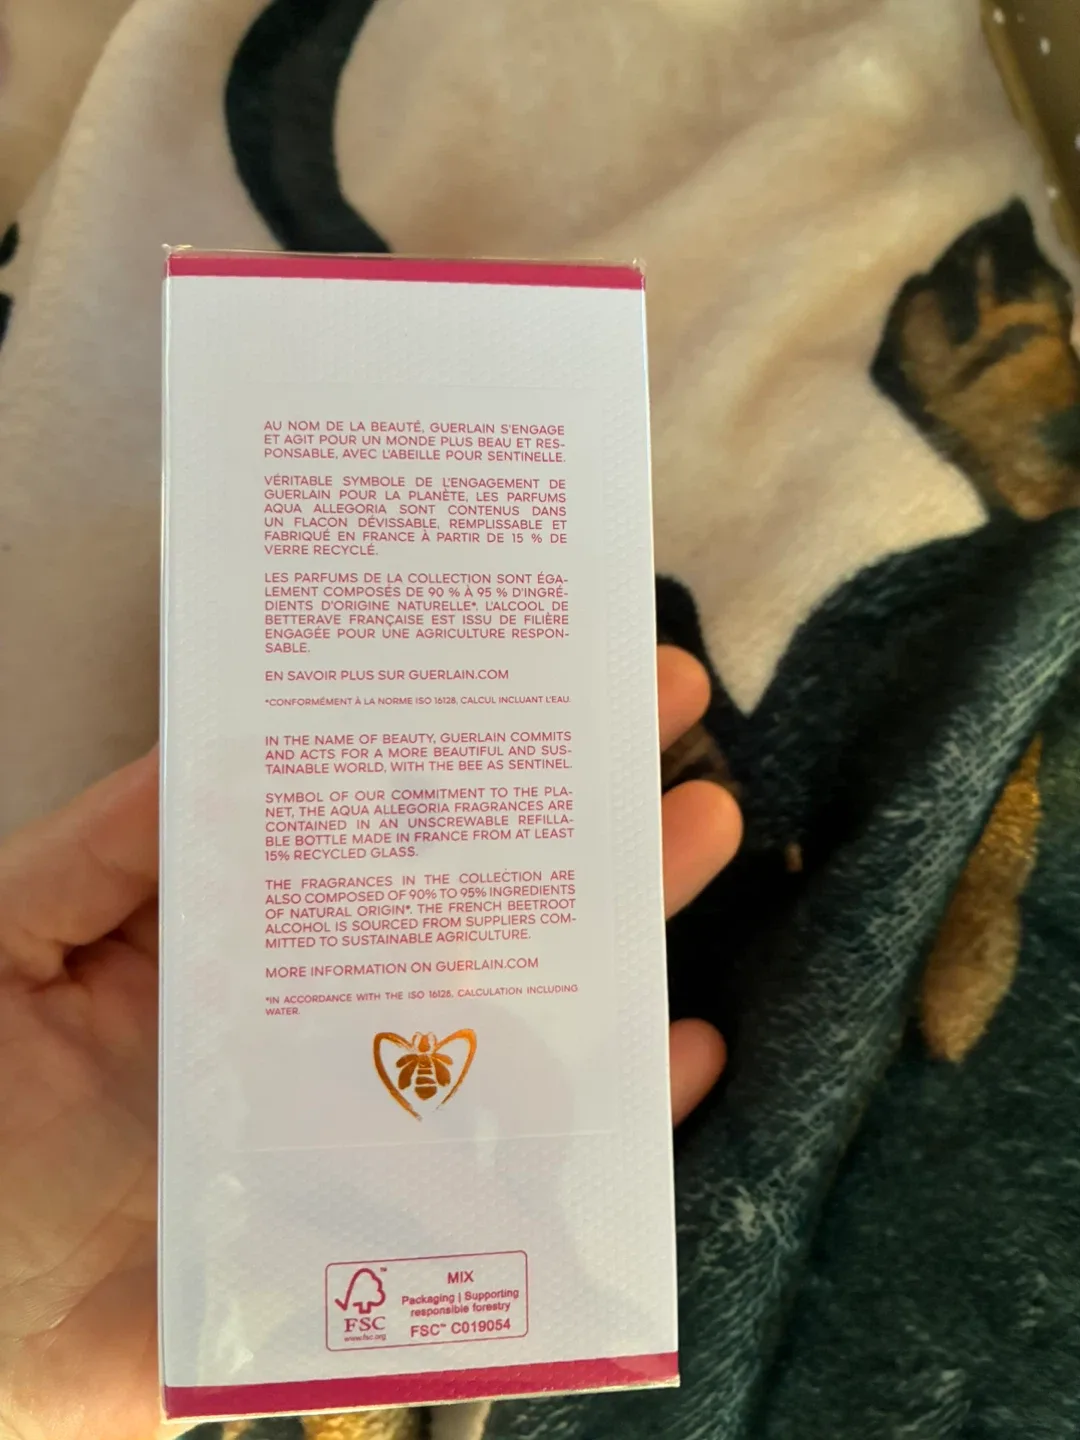 AU NOM DE LA BEAUTÉ, GUERLAIN S'ENGAGE
ET AGIT POUR UN MONDE PLUS BEAU ET RES-
PONSABLE, AVEC L'ABEILLE POUR SENTINELLE.
VÉRITABLE SYMBOLE DE L'ENGAGEMENT DE
GUERLAIN POUR LA PLANÈTE, LES PARFUMS
AQUA ALLEGORIA SONT CONTENUS DANS
UN FLACON DÉVISSABLE, REMPLISSABLE ET
FABRIQUÉ EN FRANCE À PARTIR DE 15 % DE
VERRE RECYCLÉ.
LES PARFUMS DE LA COLLECTION SONT ÉGA-
LEMENT COMPOSÉS DE 90 % À 95 % D'INGRÉ-
DIENTS D'ORIGINE NATURELLE*. L'ALCOOL DE
BETTERAVE FRANÇAISE EST ISSU DE FILIÈRE
ENGAGÉE POUR UNE AGRICULTURE RESPON-
SABLE.
EN SAVOIR PLUS SUR GUERLAIN.COM
*CONFORMÉMENT À LA NORME ISO 16128, CALCUL INCLUANT L'EAU.
IN THE NAME OF BEAUTY, GUERLAIN COMMITS
AND ACTS FOR A MORE BEAUTIFUL AND SUS-
TAINABLE WORLD, WITH THE BEE AS SENTINEL.
SYMBOL OF OUR COMMITMENT TO THE PLA-
NET, THE AQUA ALLEGORIA FRAGRANCES ARE
CONTAINED IN AN UNSCREWABLE REFILLA-
BLE BOTTLE MADE IN FRANCE FROM AT LEAST
15% RECYCLED GLASS.
THE FRAGRANCES IN THE COLLECTION ARE
ALSO COMPOSED OF 90% TO 95% INGREDIENTS
OF NATURAL ORIGIN*. THE FRENCH BEETROOT
ALCOHOL IS SOURCED FROM SUPPLIERS COM-
MITTED TO SUSTAINABLE AGRICULTURE.
MORE INFORMATION ON GUERLAIN.COM
*IN ACCORDANCE WITH THE ISO 16128, CALCULATION INCLUDING
WATER.
FSC
www.fsc.org
MIX
Packaging | Supporting
responsible forestry
FSC™ C019054